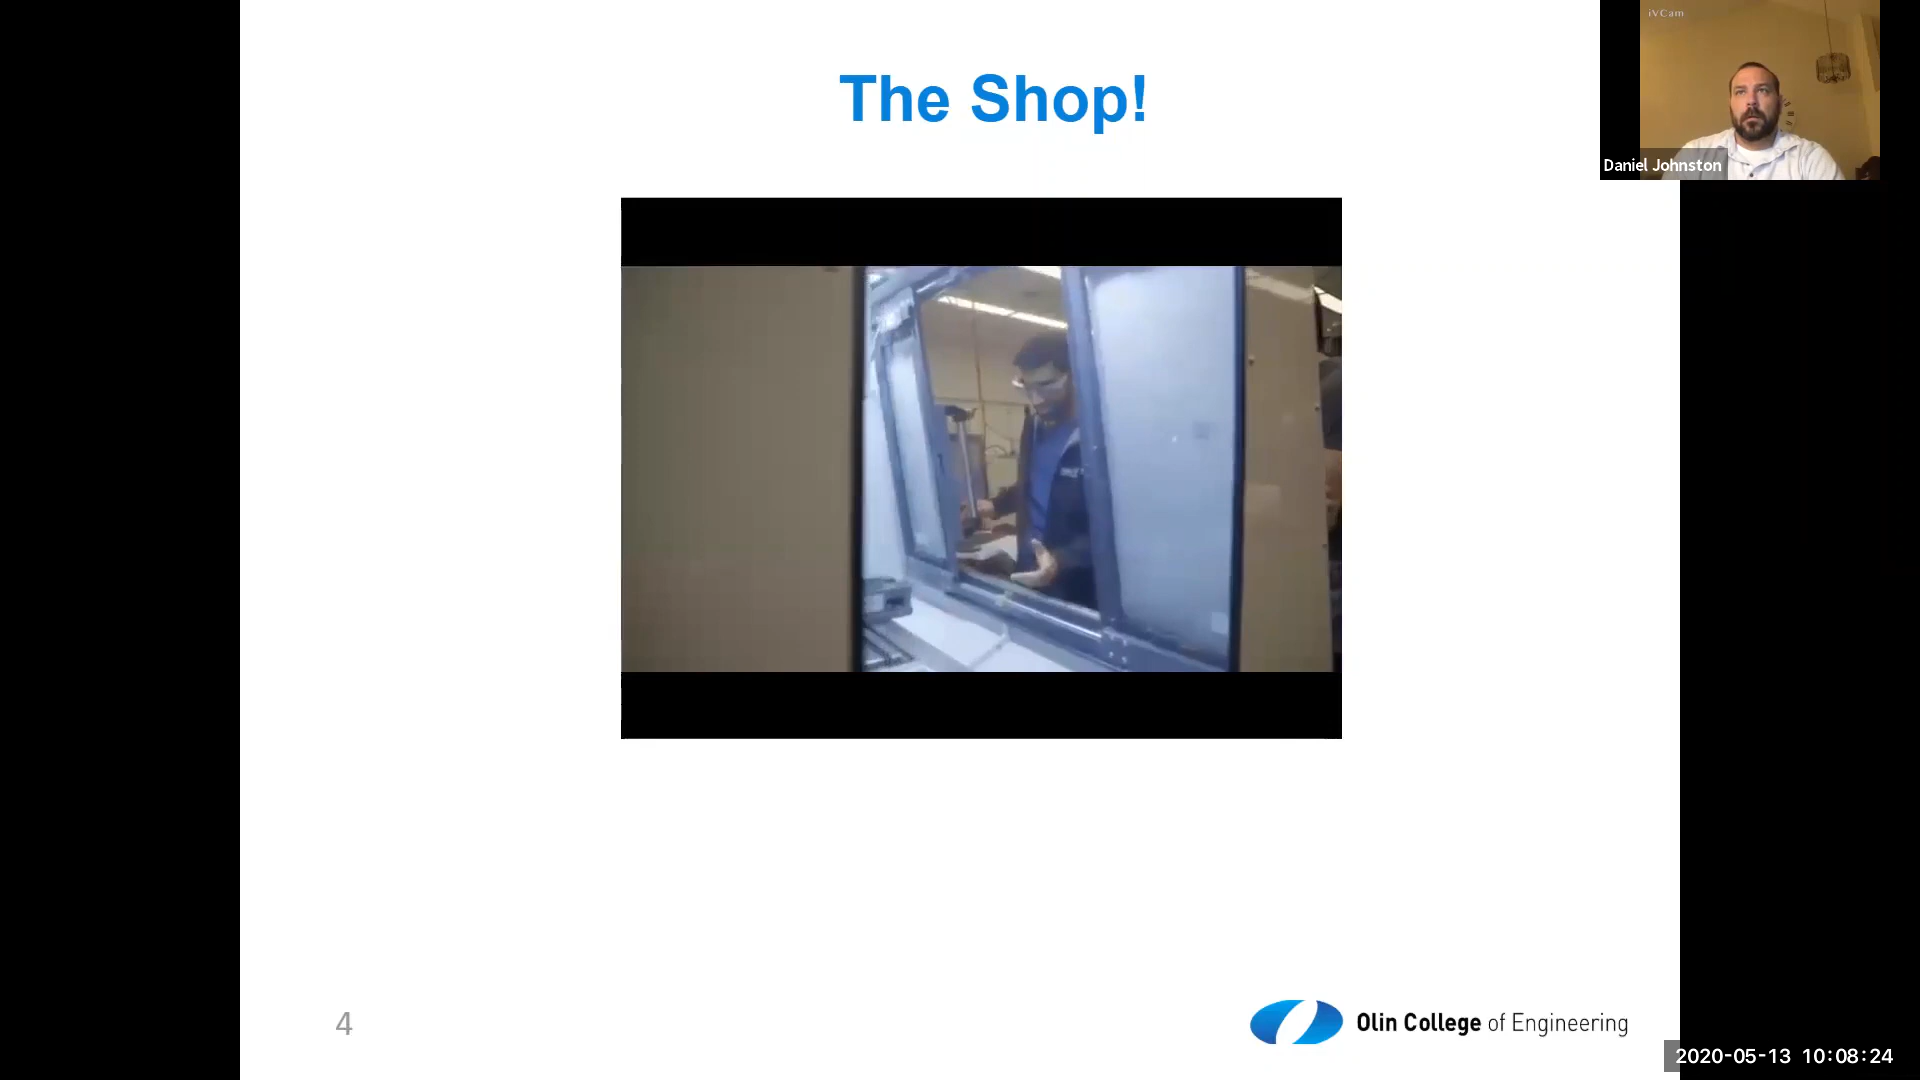 The Shop!
iVCam
Daniel Johnston
4
Olin College of Engineering
2020-05-13 10:08:24